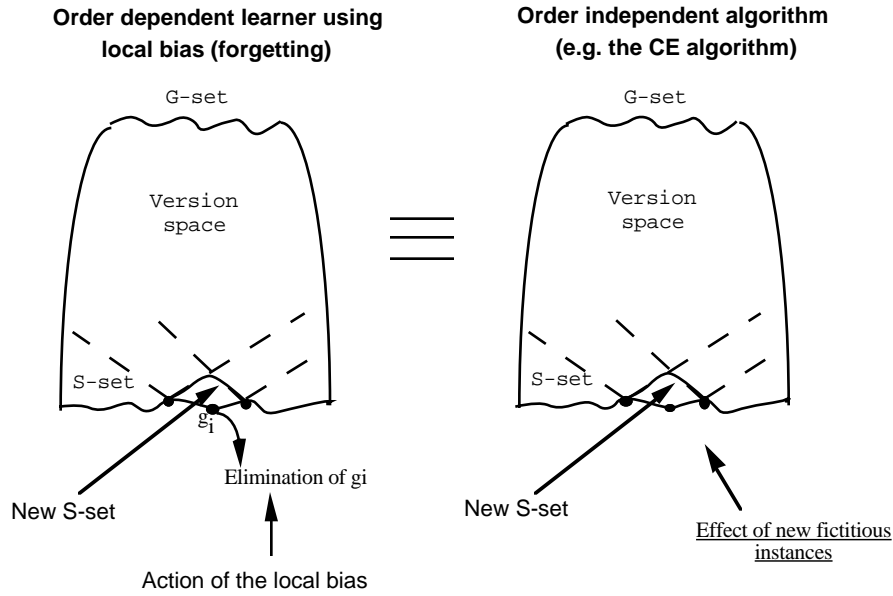 Order dependent learner using
local bias (forgetting)
G-set
Version
space
S-set
gi
Elimination of gi
New S-set
Action of the local bias
Order independent algorithm
(e.g. the CE algorithm)
G-set
Version
space
S-set
New S-set
Effect of new fictitious
instances